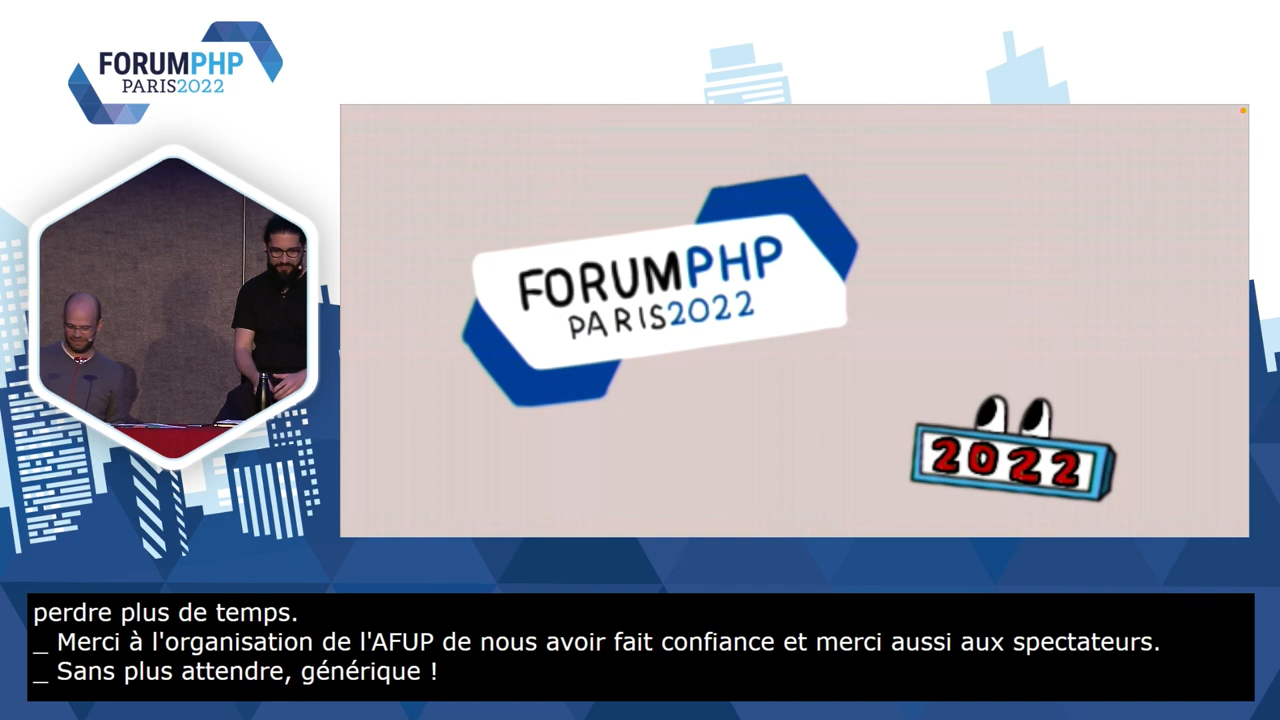 FORUMPHP
PARIS2022
FORUMPHP
PARIS2022
2022
perdre plus de temps.
_ Merci à l'organisation de l'AFUP de nous avoir fait confiance et merci aussi aux spectateurs.
_ Sans plus attendre, générique !